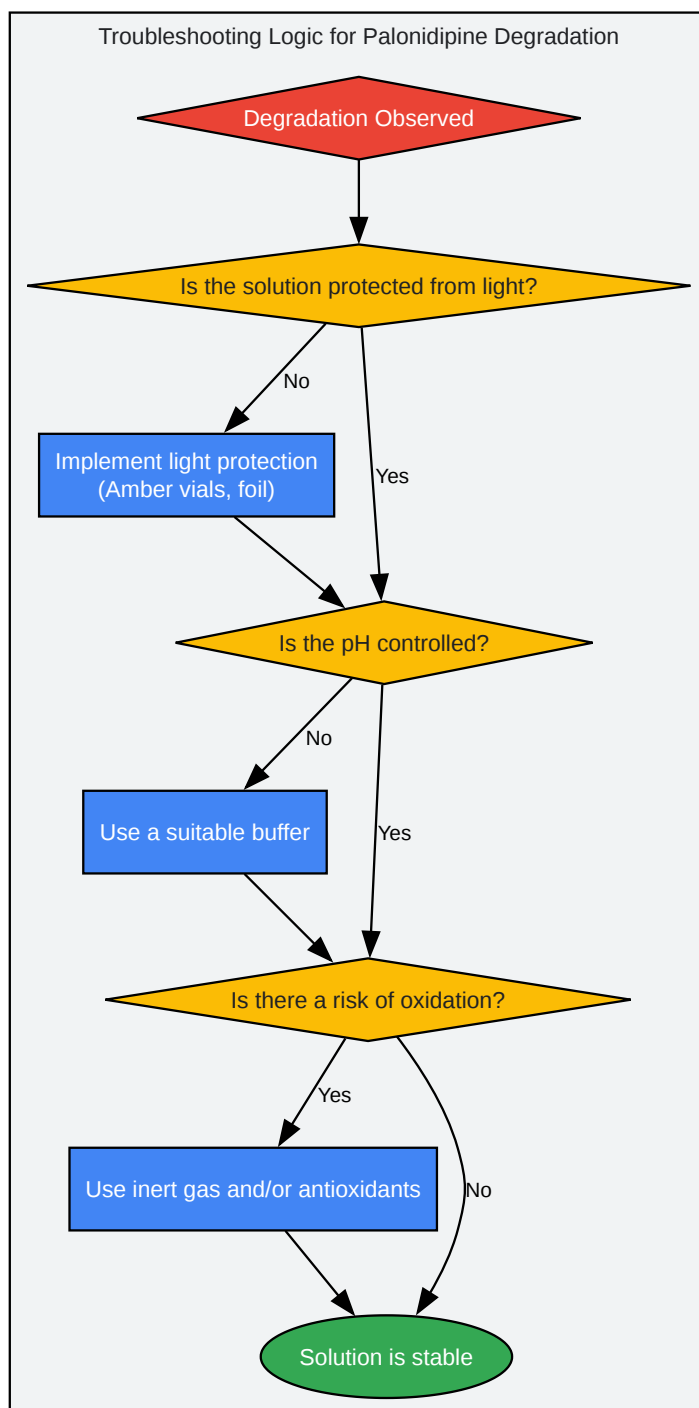 Troubleshooting Logic for Palonidipine Degradation
Degradation Observed
Is the solution protected from light?
No
Implement light protection
(Amber vials, foil)
Yes
Is the pH controlled?
No
Use a suitable buffer
Yes
Is there a risk of oxidation?
Yes
Use inert gas and/or antioxidants
No
Solution is stable